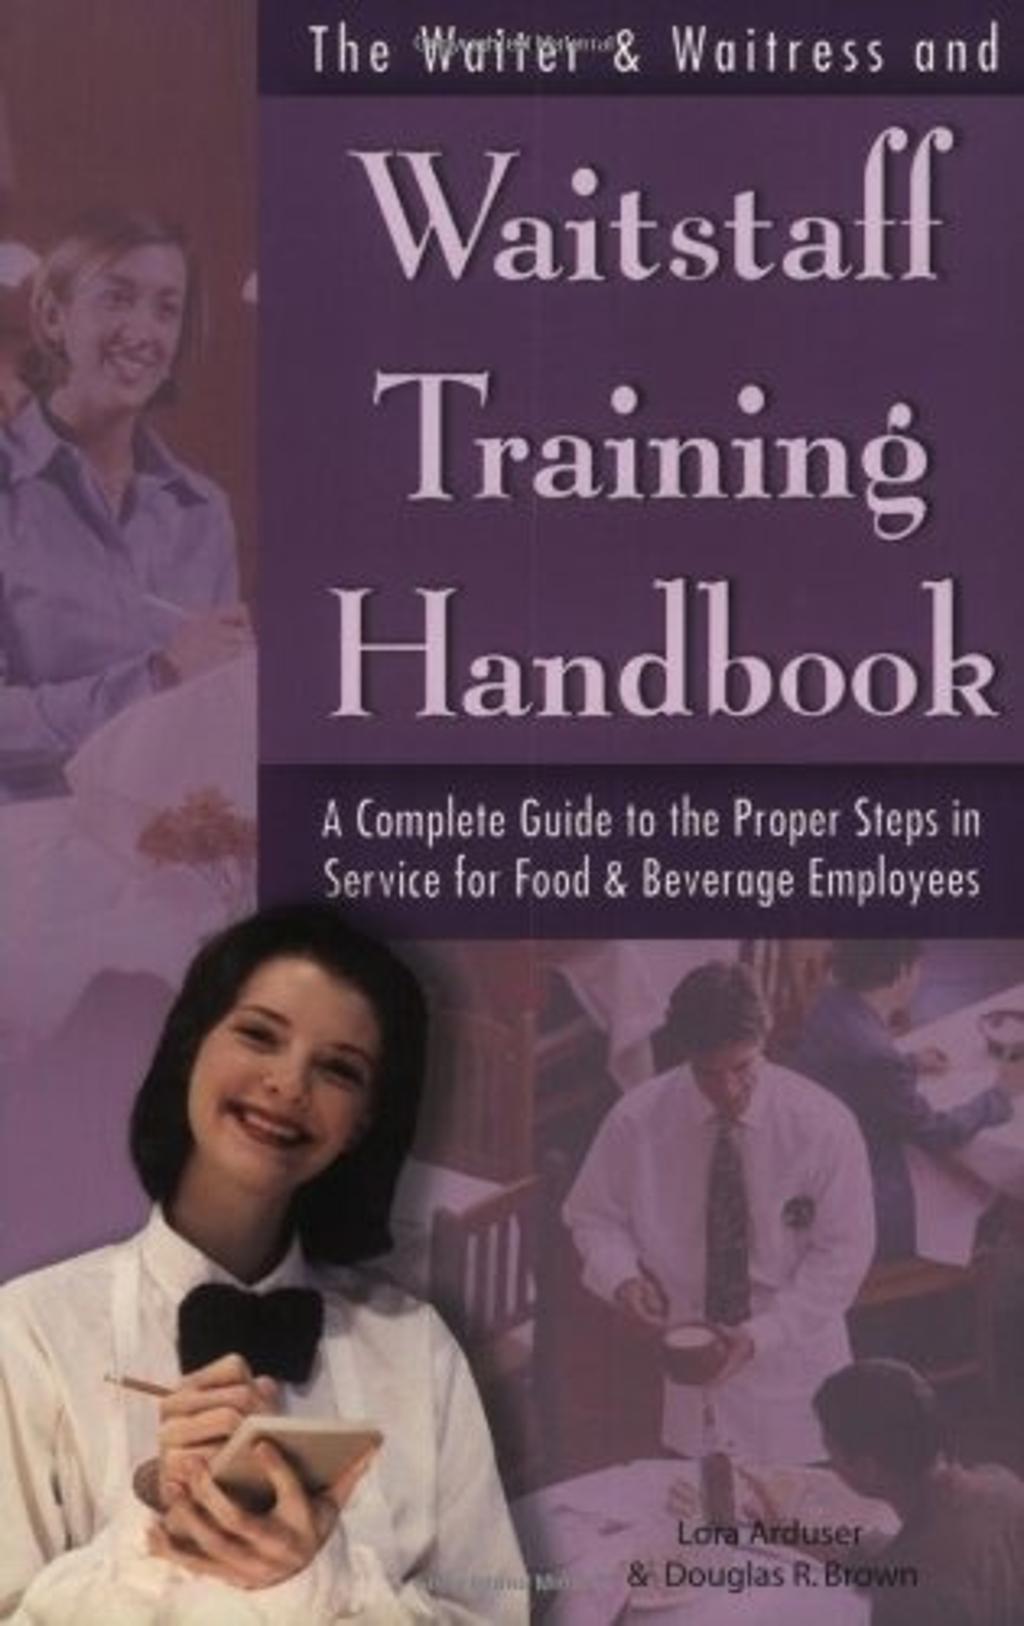 The Waiter & Waitress and
Waitstaff
Training
Handbook
A Complete Guide to the Proper Steps in
Service for Food & Beverage Employees
Lora Arduser
& Douglas R. Brown